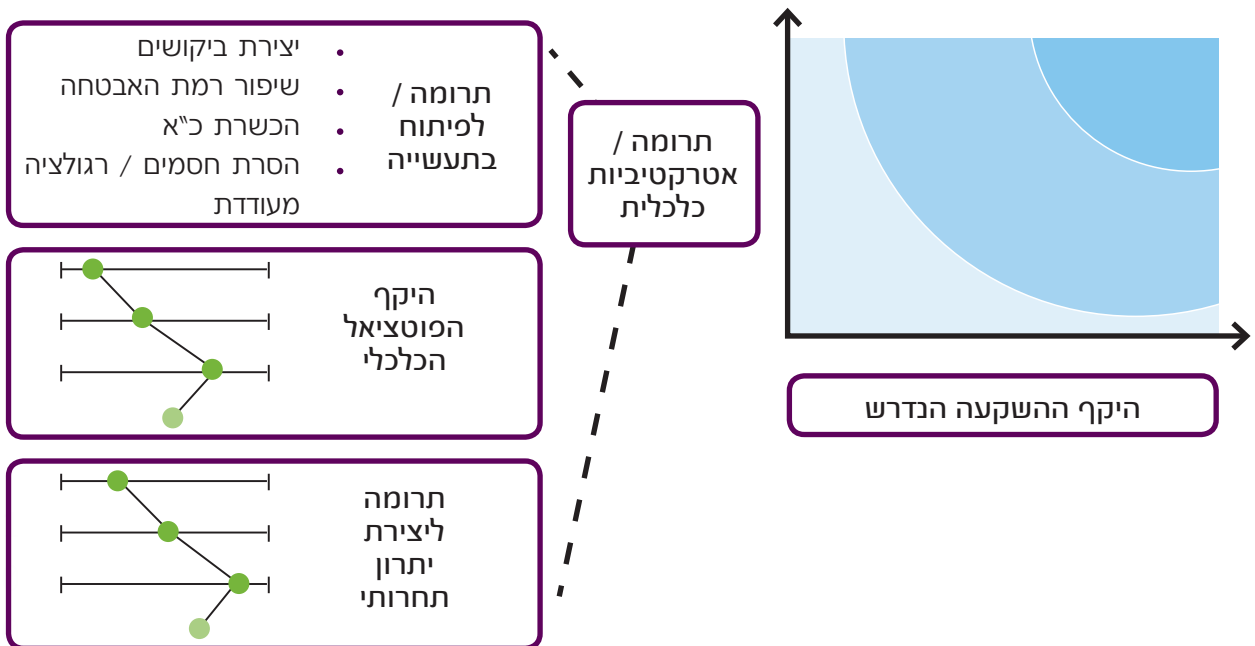 תרומה /
אטרקטיביות
כלכלית
היקף ההשקעה הנדרש
תרומה /
לפיתוח
בתעשייה
• יצירת ביקושים
• שיפור רמת האבטחה
• הכשרת כ"א
• הסרת חסמים / רגולציה
מעודדת
היקף
הפוטציאל
הכלכלי
תרומה
ליצירת
יתרון
תחרותי